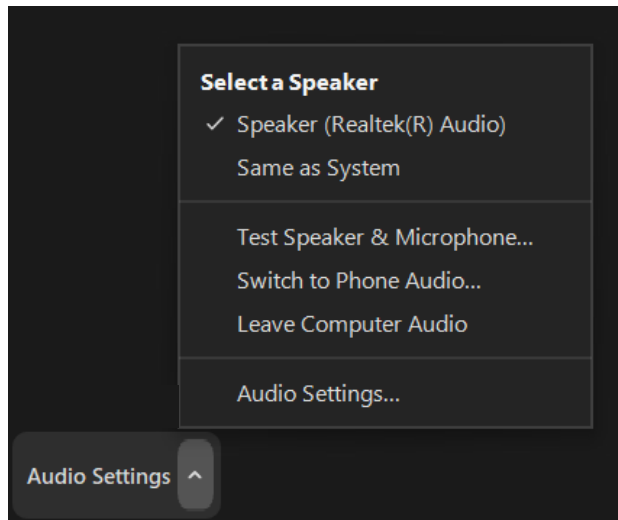 Select a Speaker
Speaker (Realtek(R) Audio)
Same as System
Test Speaker & Microphone...
Switch to Phone Audio...
Leave Computer Audio
Audio Settings...
Audio Settings